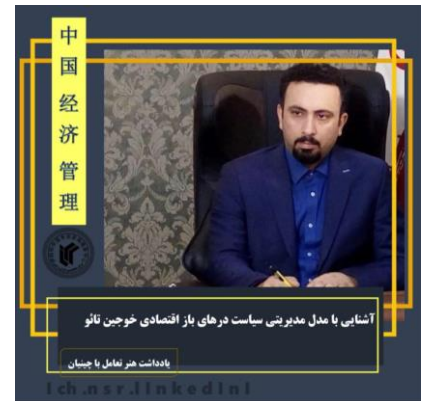 中
国
经
济
管
理
آشنایی با مدل مدیریتی سیاست درهای باز اقتصادی خوجین تائو
یادداشت هنر تعامل با چینیان
l c h . n s r . l I n k e d I n l